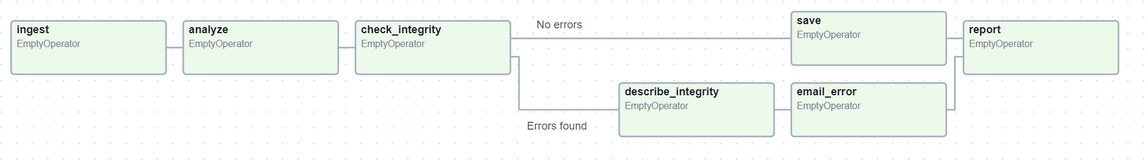 ingest
EmptyOperator
analyze
EmptyOperator
check_integrity
EmptyOperator
No errors
Errors found
save
EmptyOperator
describe_integrity
EmptyOperator
email_error
EmptyOperator
report
EmptyOperator